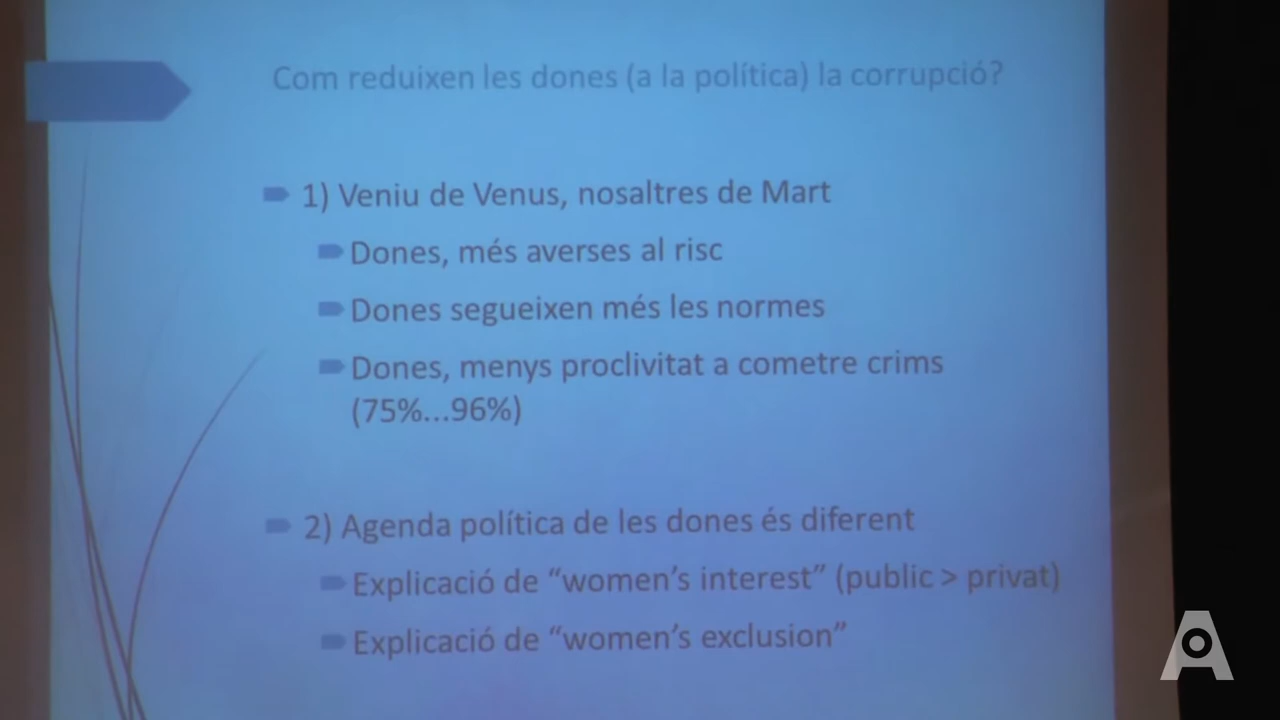 Com reduixen les dones (a la política) la corrupció?
1) Veniu de Venus, nosaltres de Mart
Dones, més averses al risc
Dones segueixen més les normes
Dones, menys proclivitat a cometre crims
(75%...96%)
2) Agenda política de les dones és diferent
Explicació de “women’s interest” (public > privat)
Explicació de “women’s exclusion”